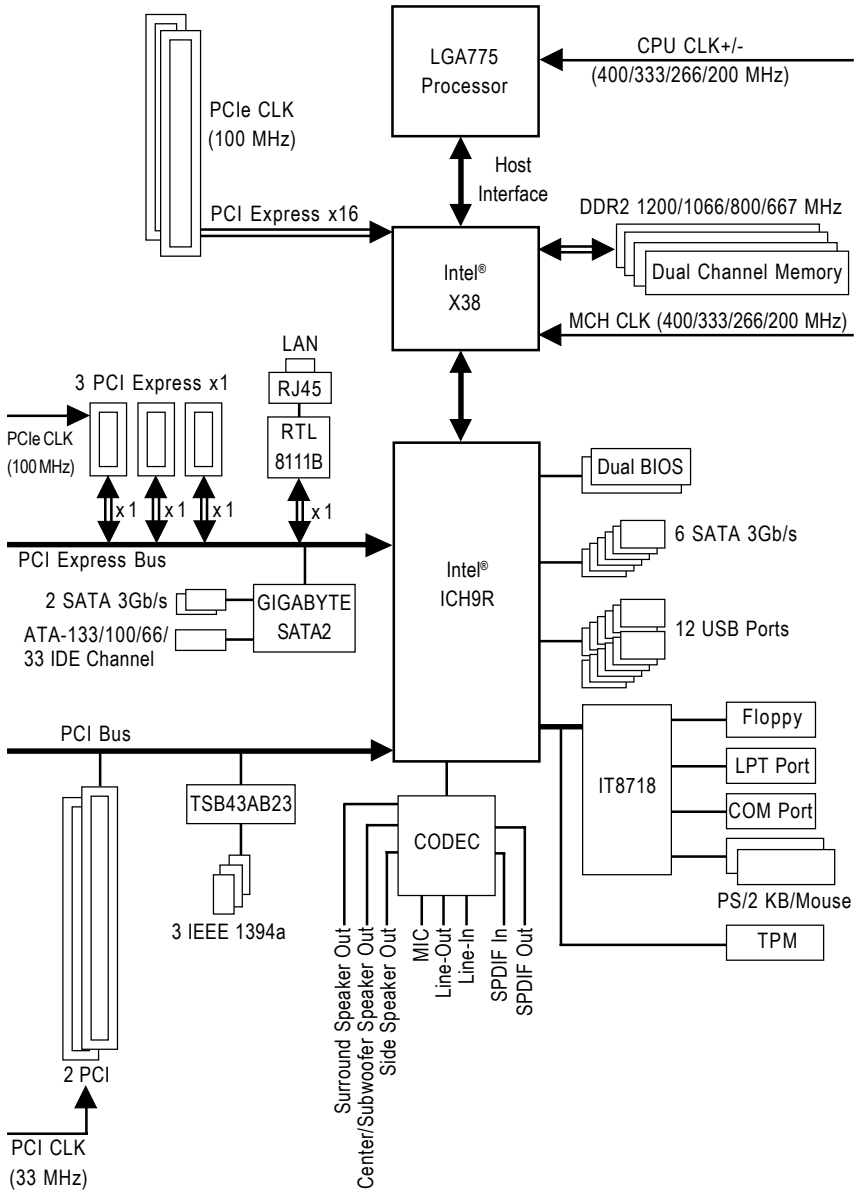 LGA775
Processor
CPU CLK+/-
(400/333/266/200 MHz)
PCIe CLK
(100 MHz)
Host
Interface
PCI Express x16
DDR2 1200/1066/800/667 MHz
Intel®
X38
Dual Channel Memory
MCH CLK (400/333/266/200 MHz)
LAN
RJ45
3 PCI Express x1
RTL
8111B
PCIe CLK
(100 MHz)
x 1
x 1
x 1
x 1
PCI Express Bus
Dual BIOS
6 SATA 3Gb/s
Intel®
ICH9R
2 SATA 3Gb/s
GIGABYTE
SATA2
ATA-133/100/66/
33 IDE Channel
12 USB Ports
PCI Bus
TSB43AB23
3 IEEE 1394a
CODEC
IT8718
Floppy
LPT Port
COM Port
PS/2 KB/Mouse
TPM
Surround Speaker Out
Center/Subwoofer Speaker Out
Side Speaker Out
MIC
Line-Out
Line-In
SPDIF In
SPDIF Out
2 PCI
PCI CLK
(33 MHz)